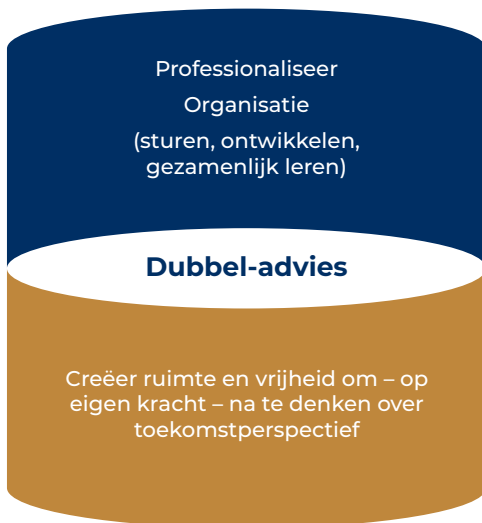 Professionaliseer
Organisatie
(sturen, ontwikkelen,
gezamenlijk leren)
Dubbel-advies
Creëer ruimte en vrijheid om – op
eigen kracht – na te denken over
toekomstperspectief